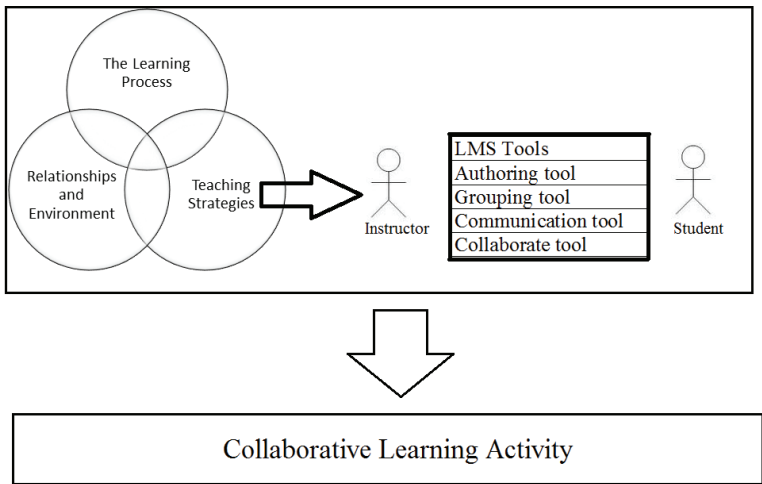 The Learning
Process
Relationships
and
Environment
Teaching
Strategies
Instructor
LMS Tools
Authoring tool
Grouping tool
Communication tool
Collaborate tool
Student
Collaborative Learning Activity